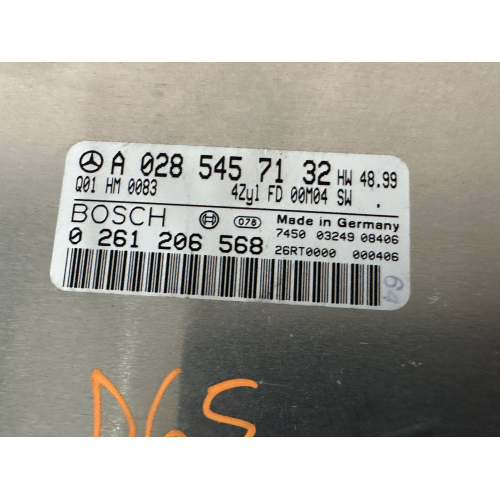 A 028 545 71 32 HW 48.99
Q01 HM 0083 4Zyl FD 00M04 SW .
BOSCH 078 Made in Germany
7450 03249 08406
0 261 206 568 26RT0000 000406
64
D65